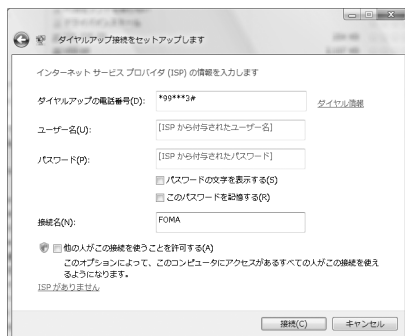 ダイヤルアップ接続をセットアップします
インターネット サービス プロバイダ (ISP) の情報を入力します
ダイヤルアップの電話番号(D):
*99***3#
ダイヤル情報
ユーザー名(U):
[ISP から付与されたユーザー名]
パスワード(P):
[ISP から付与されたパスワード]
パスワードの文字を表示する(S)
このパスワードを記憶する(R)
接続名(N):
FOMA
他の人がこの接続を使うことを許可する(A)
このオプションによって、このコンピュータにアクセスがあるすべての人がこの接続を使え
るようになります。
ISP がありません
接続(C)
キャンセル